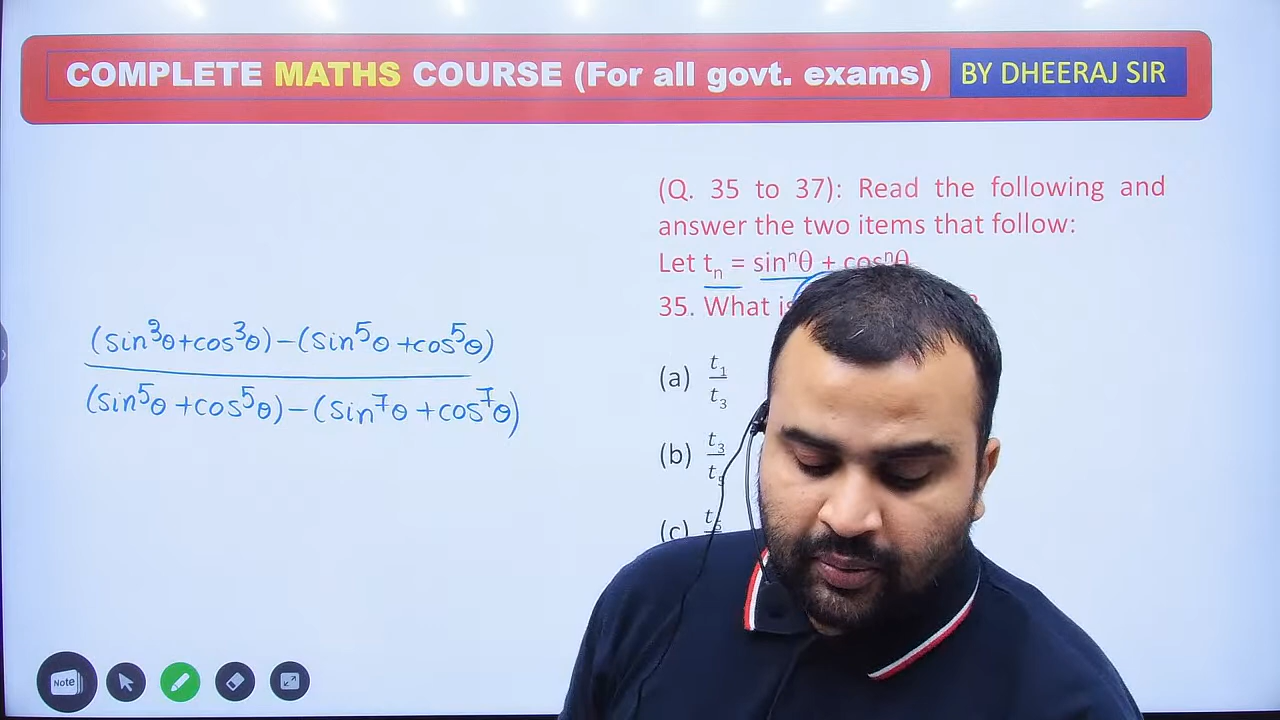 COMPLETE MATHS COURSE (For all govt. exams) BY DHEERAJ SIR
(Q. 35 to 37): Read the following and
answer the two items that follow:
Let tₙ = sinⁿθ + cosⁿθ
35. What is
(sin³θ+cos³θ)−(sin⁵θ+cos⁵θ)
(sin⁵θ+cos⁵θ)−(sin⁷θ+cos⁷θ)
(a) t₁
t₃
(b) t₃
t₅
(c)
Note